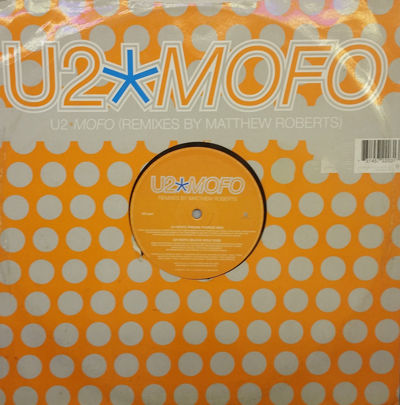 U2*MOFO
U2*MOFO (REMIXES BY MATTHEW ROBERTS)
U2*MOFO
REMIXES BY MATTHEW ROBERTS